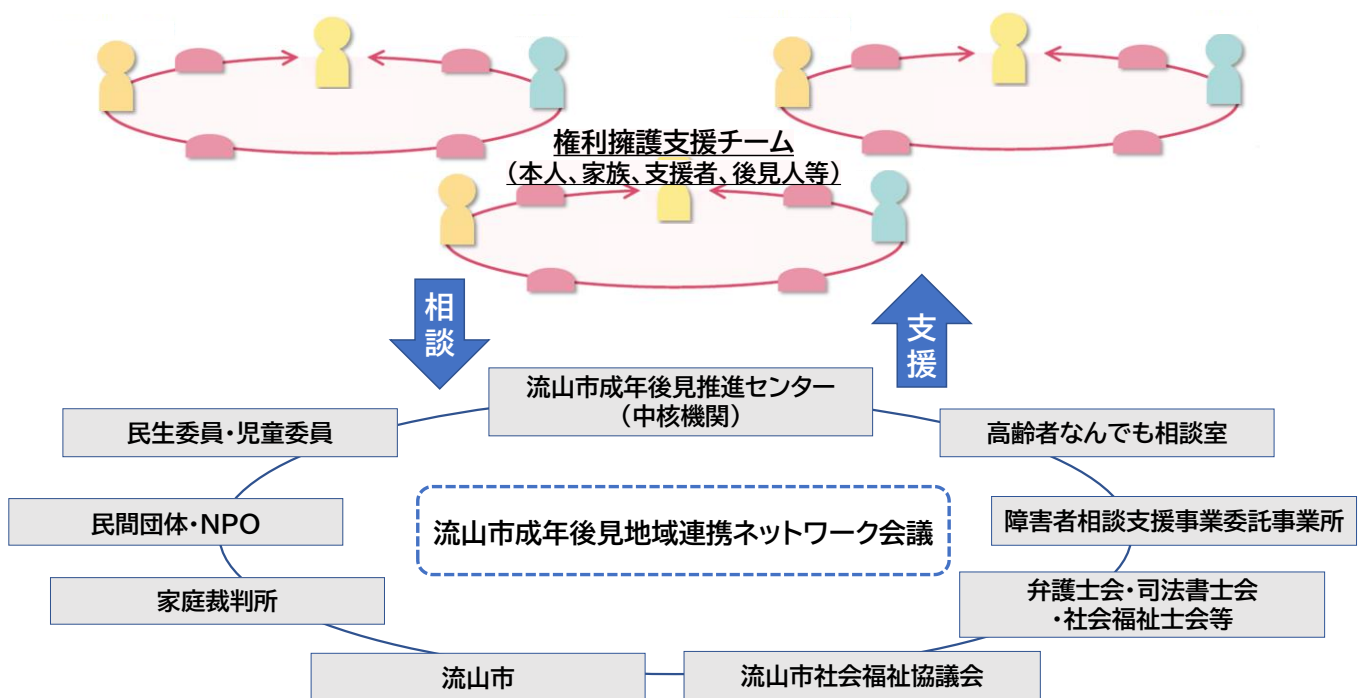 権利擁護支援チーム
（本人、家族、支援者、後見人等）
相談
支援
流山市成年後見推進センター
（中核機関）
民生委員・児童委員
高齢者なんでも相談室
民間団体・NPO
流山市成年後見地域連携ネットワーク会議
障害者相談支援事業委託事業所
家庭裁判所
弁護士会・司法書士会
・社会福祉士会等
流山市
流山市社会福祉協議会